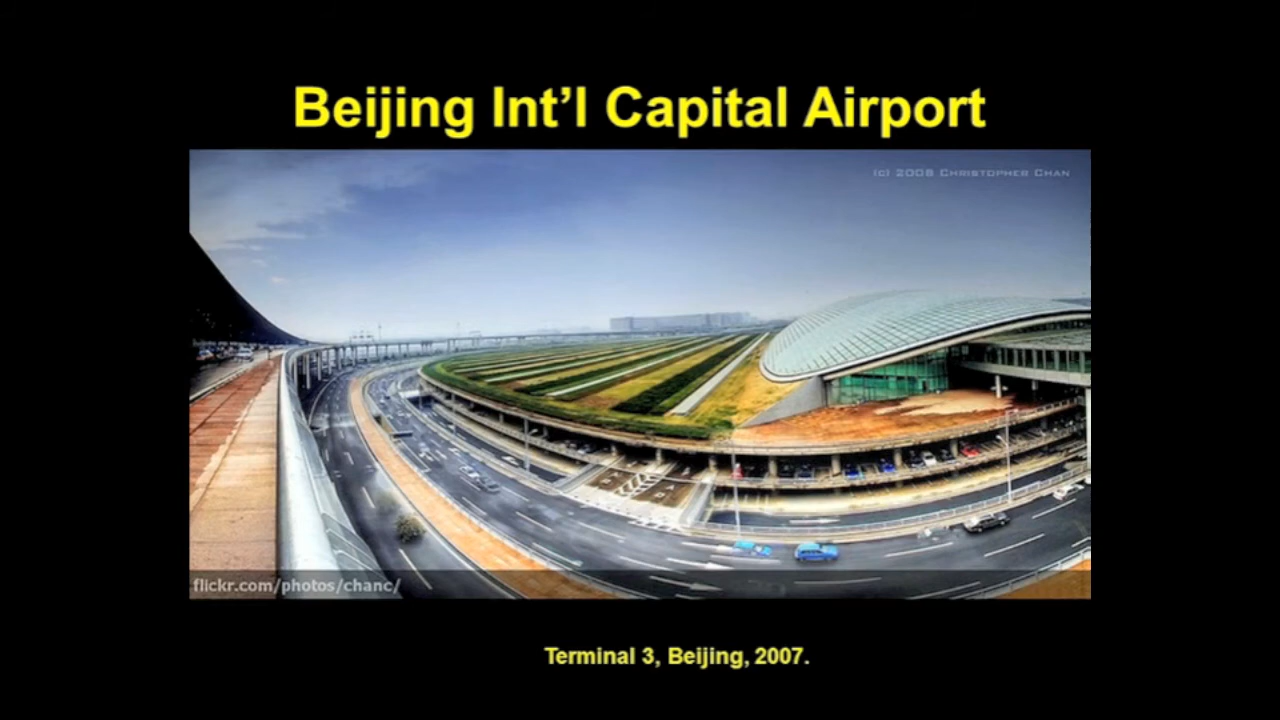 Beijing Int’l Capital Airport
(c) 2008 Christopher Chan
flickr.com/photos/chanc/
Terminal 3, Beijing, 2007.